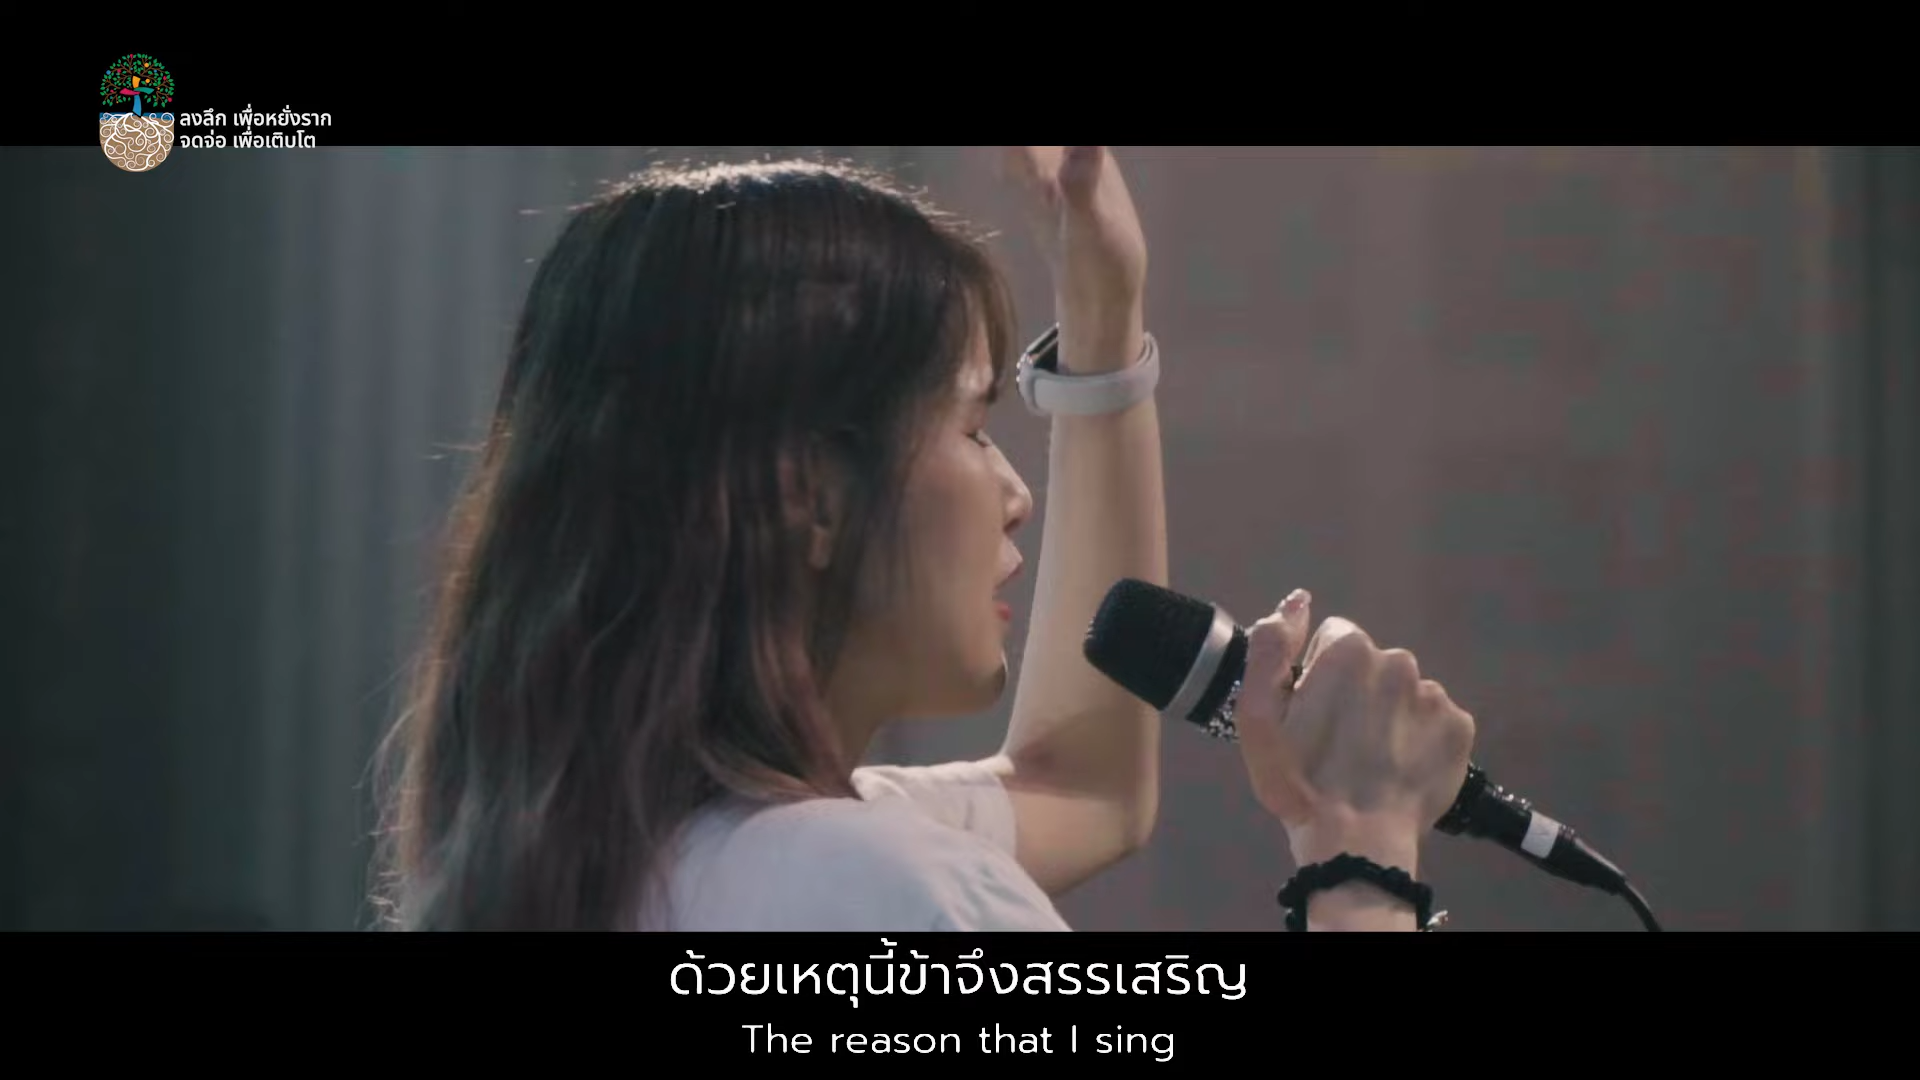 ลงลึก เพื่อหยั่งราก
จดจ่อ เพื่อเติบโต
ด้วยเหตุนี้ข้าจึงสรรเสริญ
The reason that I sing